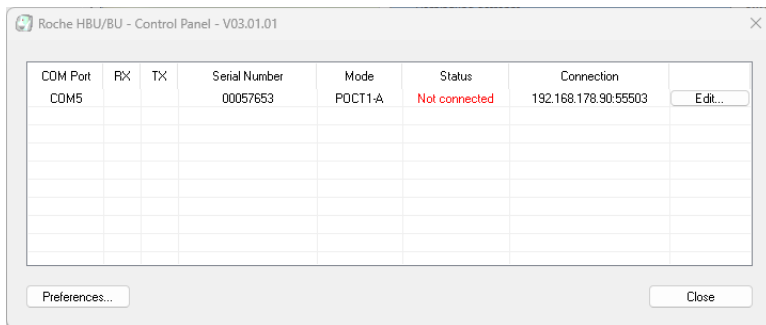 Roche HBU/BU - Control Panel - V03.01.01
COM Port RX TX Serial Number Mode Status Connection
COM5 00057653 POCT1-A Not connected 192.168.178.90:55503 Edit...
Preferences... Close